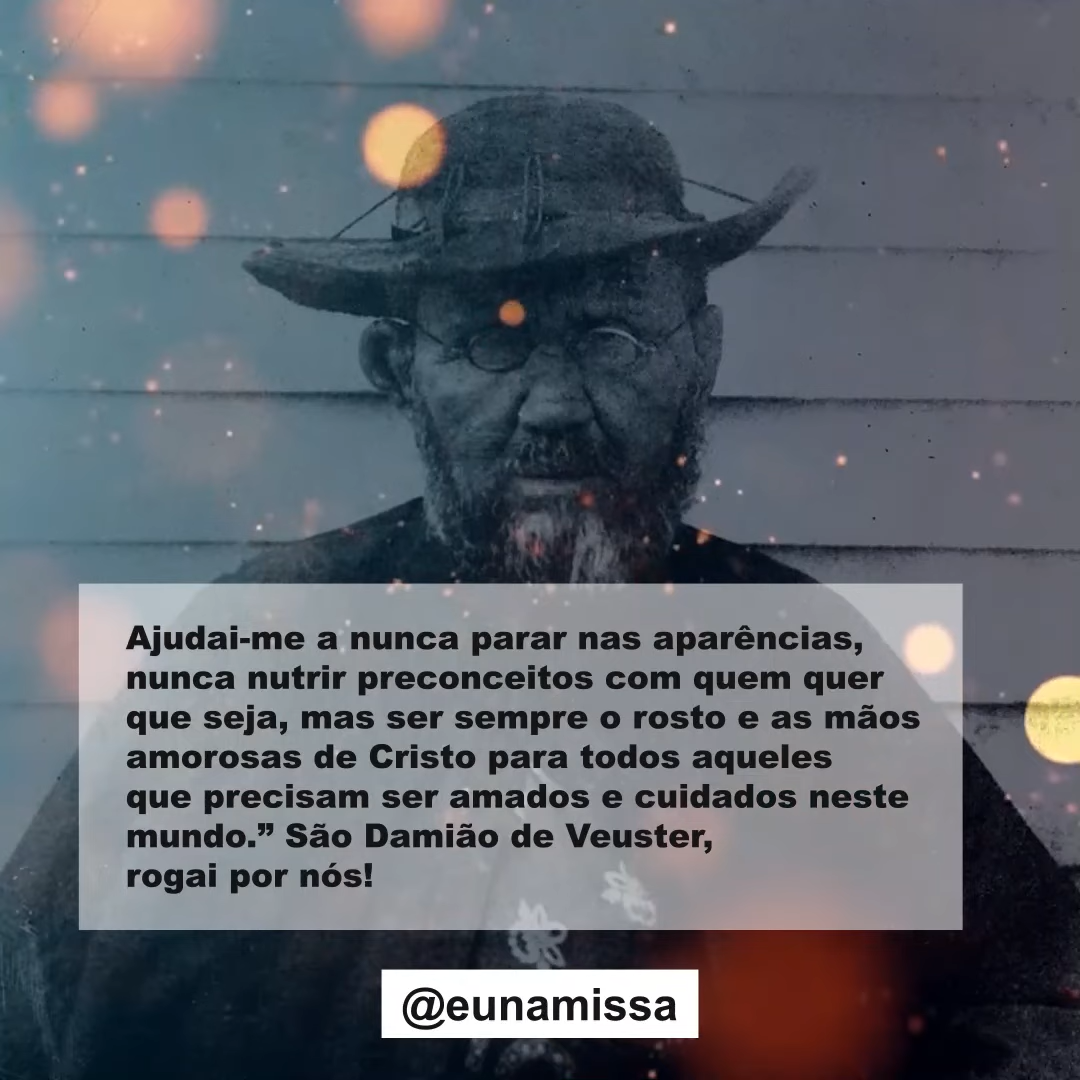 Ajudai-me a nunca parar nas aparências,
nunca nutrir preconceitos com quem quer
que seja, mas ser sempre o rosto e as mãos
amorosas de Cristo para todos aqueles
que precisam ser amados e cuidados neste
mundo.” São Damião de Veuster,
rogai por nós!
@eunamissa